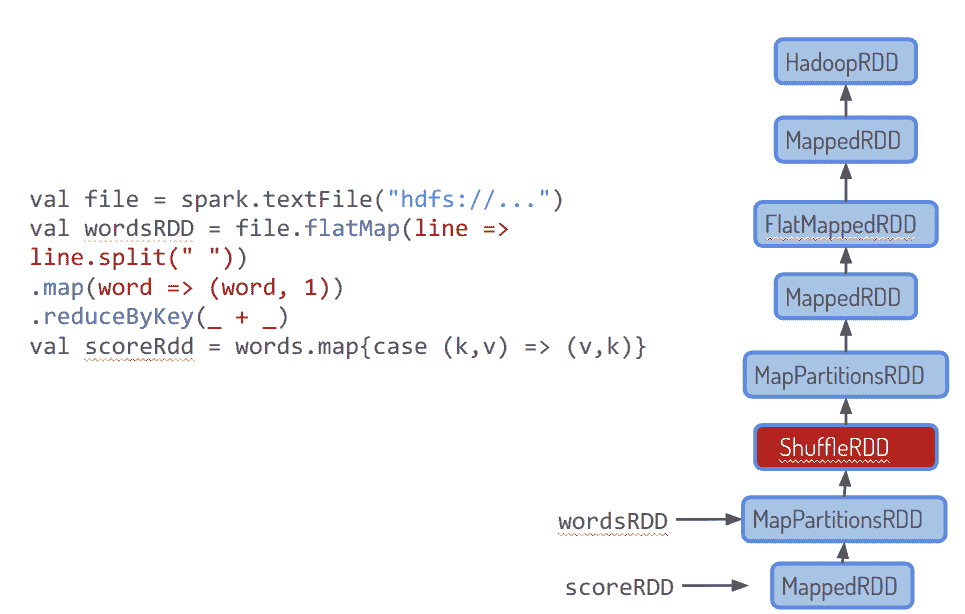 val file = spark.textFile("hdfs://...")
val wordsRDD = file.flatMap(line =>
line.split(" "))
.map(word => (word, 1))
.reduceByKey(_ + _)
val scoreRdd = words.map{case (k,v) => (v,k)}
HadoopRDD
MappedRDD
FlatMappedRDD
MappedRDD
MapPartitionsRDD
ShuffleRDD
wordsRDD
MapPartitionsRDD
scoreRDD
MappedRDD